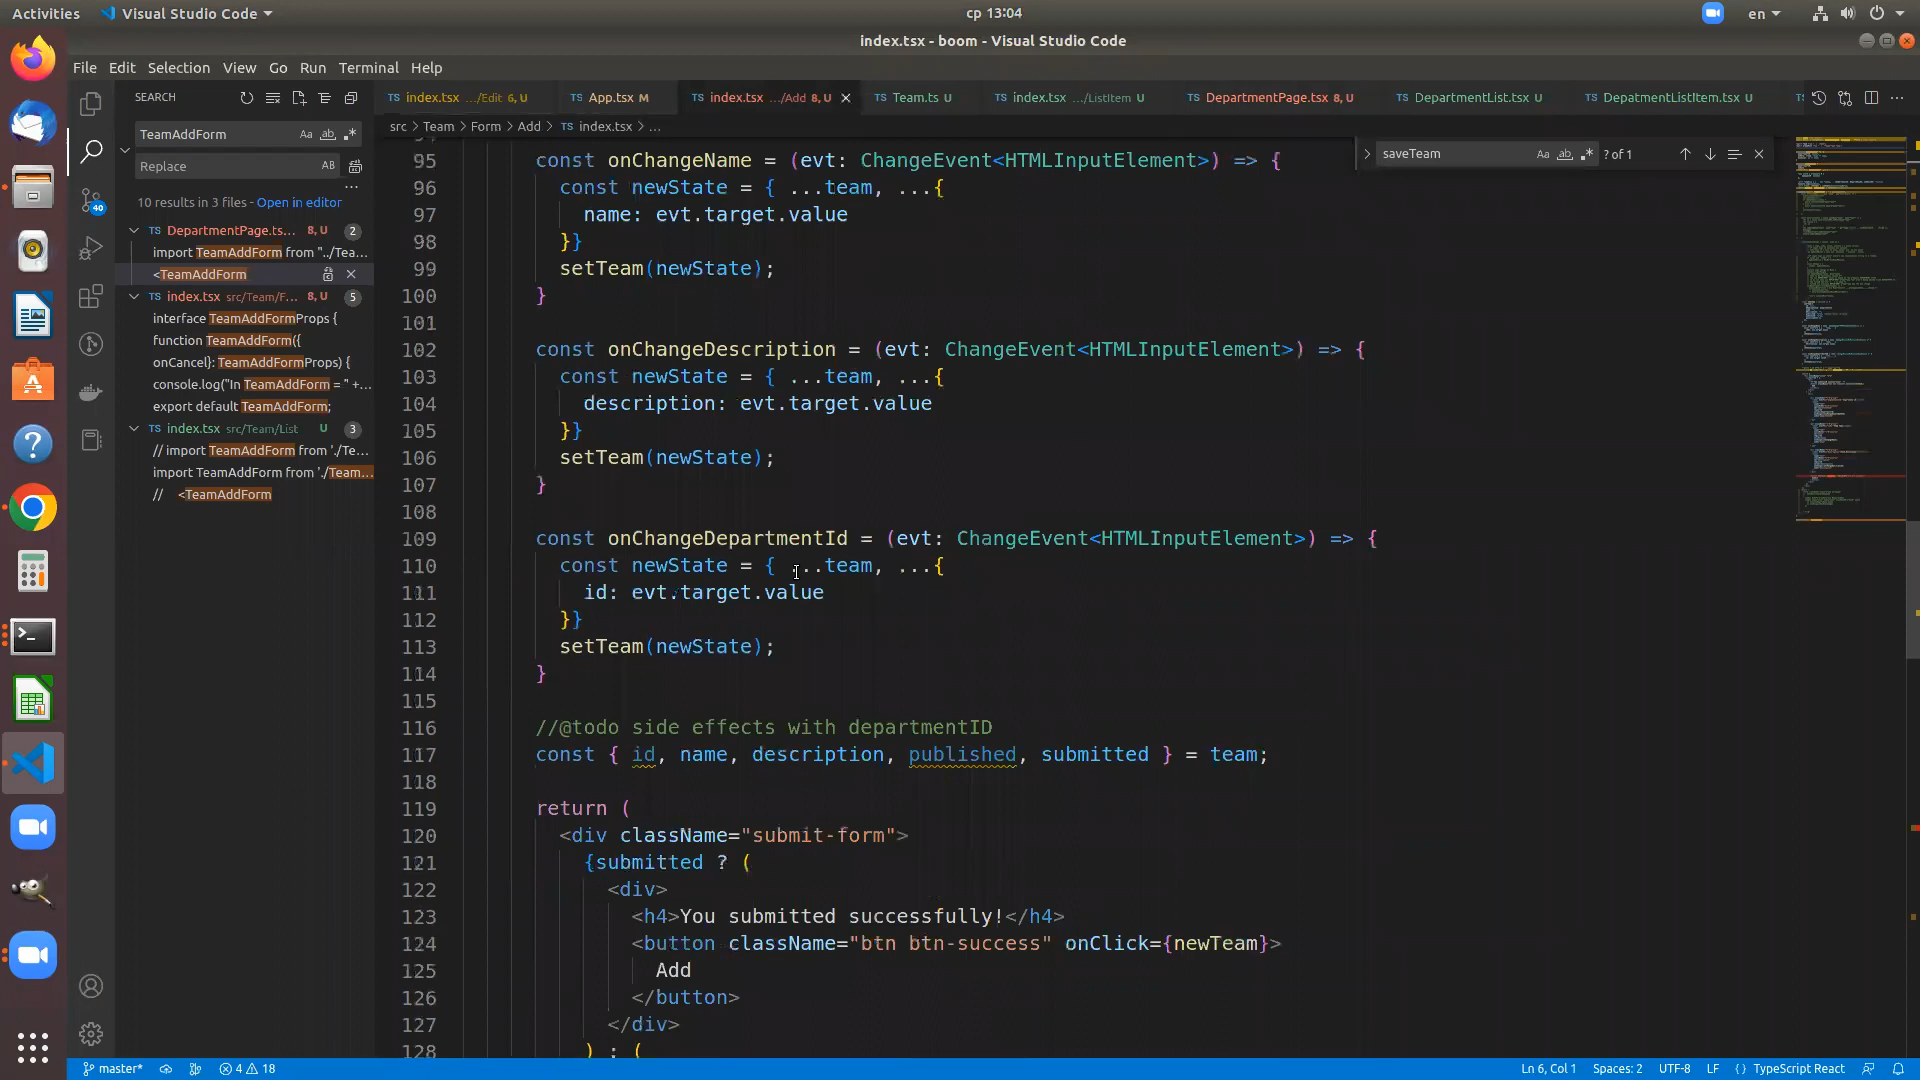 Activities
Visual Studio Code
ср 13:04
en
index.tsx - boom - Visual Studio Code
File Edit Selection View Go Run Terminal Help
SEARCH
index.tsx .../Edit 6, U
App.tsx M
index.tsx .../Add 8, U
Team.ts U
index.tsx .../ListItem U
DepartmentPage.tsx 8, U
DepartmentList.tsx U
DepatmentListItem.tsx U
TeamAddForm
Replace
10 results in 3 files - Open in editor
DepartmentPage.ts... 8, U 2
import TeamAddForm from "../Tea...
<TeamAddForm
index.tsx src/Team/F... 8, U 5
interface TeamAddFormProps {
function TeamAddForm({
onCancel}: TeamAddFormProps) {
console.log("In TeamAddForm = " +...
export default TeamAddForm;
index.tsx src/Team/List U 3
// import TeamAddForm from './Te...
import TeamAddForm from './Team...
// <TeamAddForm
40
src > Team > Form > Add > index.tsx > ...
saveTeam
? of 1
95 const onChangeName = (evt: ChangeEvent<HTMLInputElement>) => {
96 const newState = { ...team, ...{
97 name: evt.target.value
98 }}
99 setTeam(newState);
100 }
101
102 const onChangeDescription = (evt: ChangeEvent<HTMLInputElement>) => {
103 const newState = { ...team, ...{
104 description: evt.target.value
105 }}
106 setTeam(newState);
107 }
108
109 const onChangeDepartmentId = (evt: ChangeEvent<HTMLInputElement>) => {
110 const newState = { ...team, ...{
111 id: evt.target.value
112 }}
113 setTeam(newState);
114 }
115
116 //@todo side effects with departmentID
117 const { id, name, description, published, submitted } = team;
118
119 return (
120 <div className="submit-form">
121 {submitted ? (
122 <div>
123 <h4>You submitted successfully!</h4>
124 <button className="btn btn-success" onClick={newTeam}>
125 Add
126 </button>
127 </div>
128 ) : (
master* 4 18
Ln 6, Col 1 Spaces: 2 UTF-8 LF TypeScript React